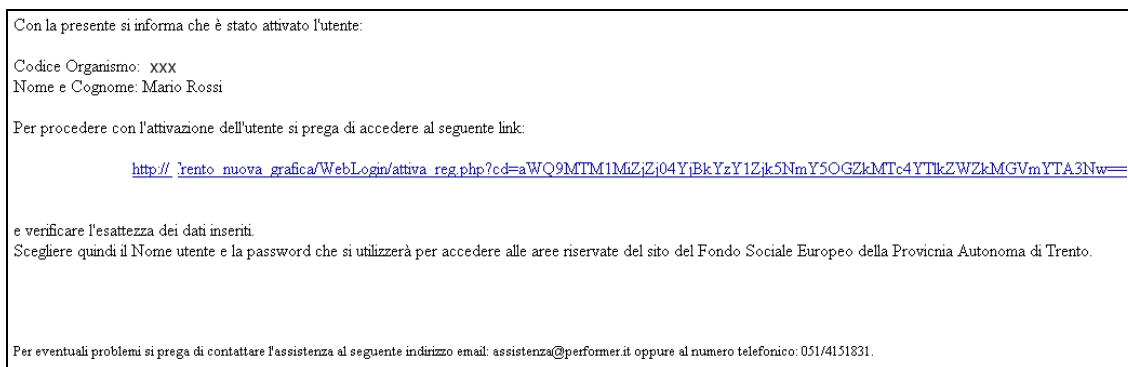 Con la presente si informa che è stato attivato l'utente:
Codice Organismo: xxx
Nome e Cognome: Mario Rossi
Per procedere con l'attivazione dell'utente si prega di accedere al seguente link:
http:// Trento_nuova_grafica/WebLogin/attiva_reg.php?cd=aWQ9MTM1MiZjZj04YjBkYzY1Zjk5NmY5OGZkMTc4YTlkZWZkMGVmYTA3Nw==
e verificare l'esattezza dei dati inseriti.
Scegliere quindi il Nome utente e la password che si utilizzerà per accedere alle aree riservate del sito del Fondo Sociale Europeo della Provicnia Autonoma di Trento.
Per eventuali problemi si prega di contattare l'assistenza al seguente indirizzo email: assistenza@performer.it oppure al numero telefonico: 051/4151831.